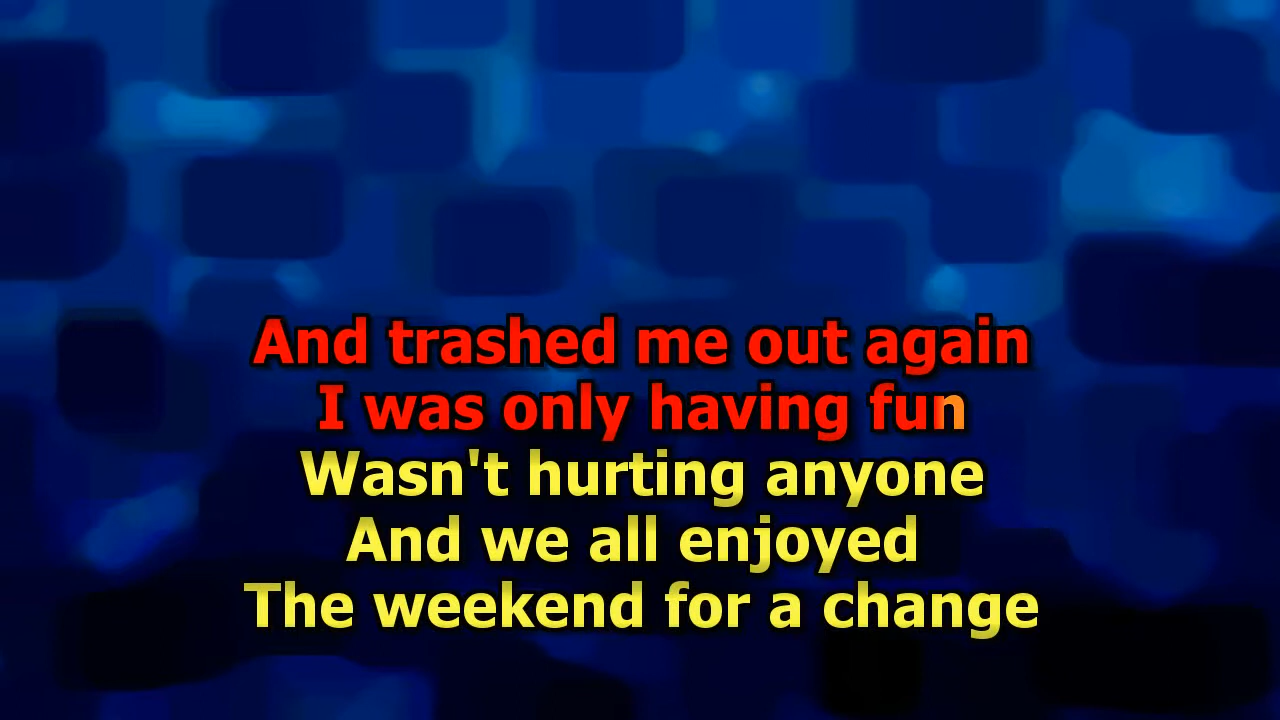 And trashed me out again
I was only having fun
Wasn't hurting anyone
And we all enjoyed
The weekend for a change